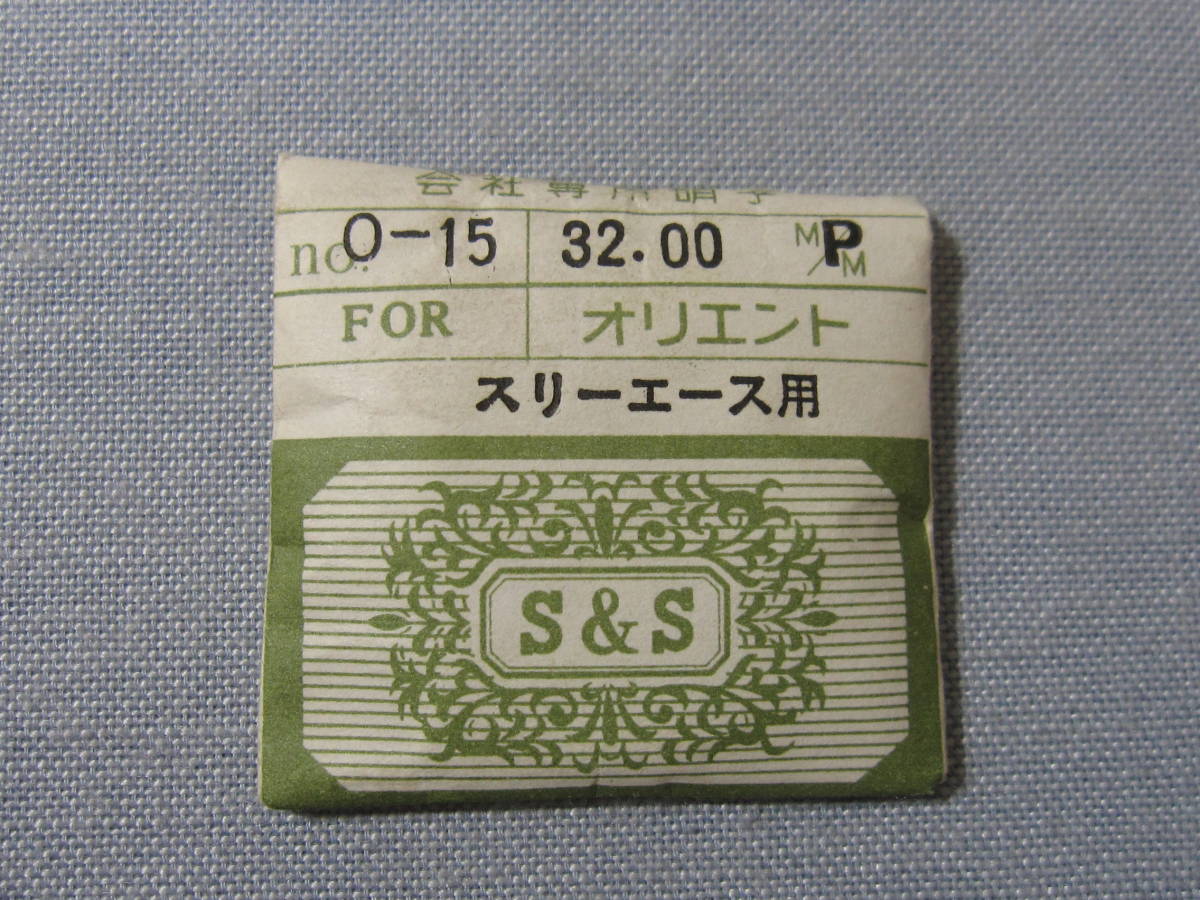 会社専用硝子
no. O-15 32.00 M/M P
FOR オリエント
スリーエース用
S & S